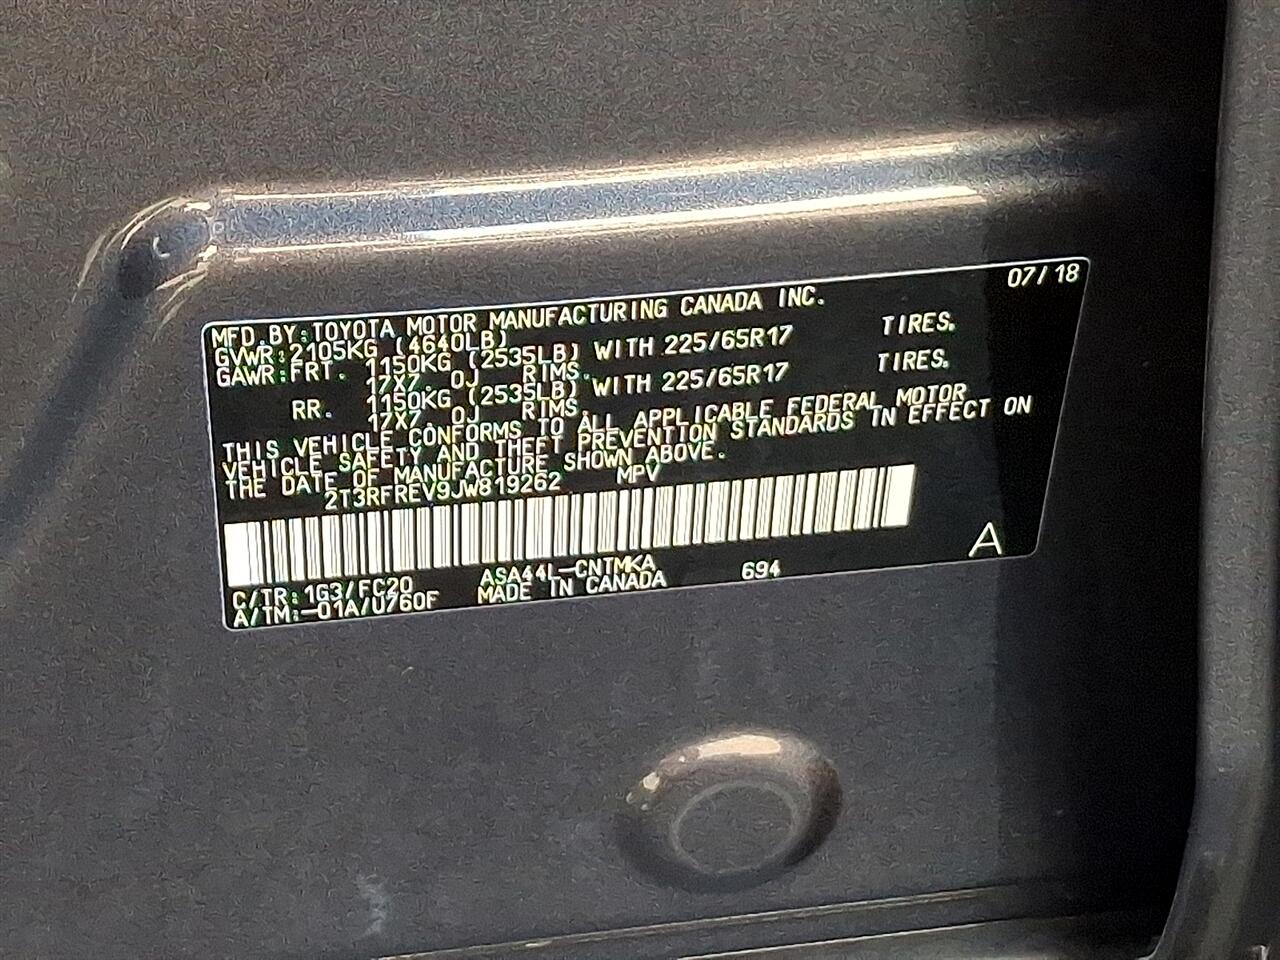 07/18
MFD.BY:TOYOTA MOTOR MANUFACTURING CANADA INC.
GVWR:2105KG (4640LB)
GAWR:FRT. 1150KG (2535LB) WITH 225/65R17 TIRES.
17X7.0J RIMS.
RR. 1150KG (2535LB) WITH 225/65R17 TIRES.
17X7.0J RIMS.
THIS VEHICLE CONFORMS TO ALL APPLICABLE FEDERAL MOTOR
VEHICLE SAFETY AND THEFT PREVENTION STANDARDS IN EFFECT ON
THE DATE OF MANUFACTURE SHOWN ABOVE.
2T3RFREV9JW819262 MPV
C/TR:1G3/FC20 ASA44L-CNTMKA 694 A
A/TM:-01A/U760F MADE IN CANADA